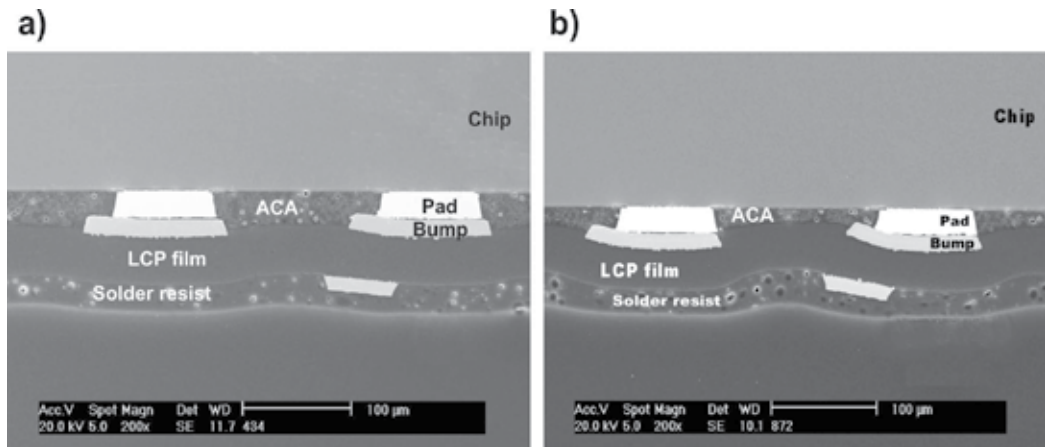 a)
Chip
ACA
Pad
Bump
LCP film
Solder resist
Acc.V Spot Magn Det WD 100 µm
20.0 kV 5.0 200x SE 11.7 434
b)
Chip
ACA
Pad
Bump
LCP film
Solder resist
Acc.V Spot Magn Det WD 100 µm
20.0 kV 5.0 200x SE 10.1 872